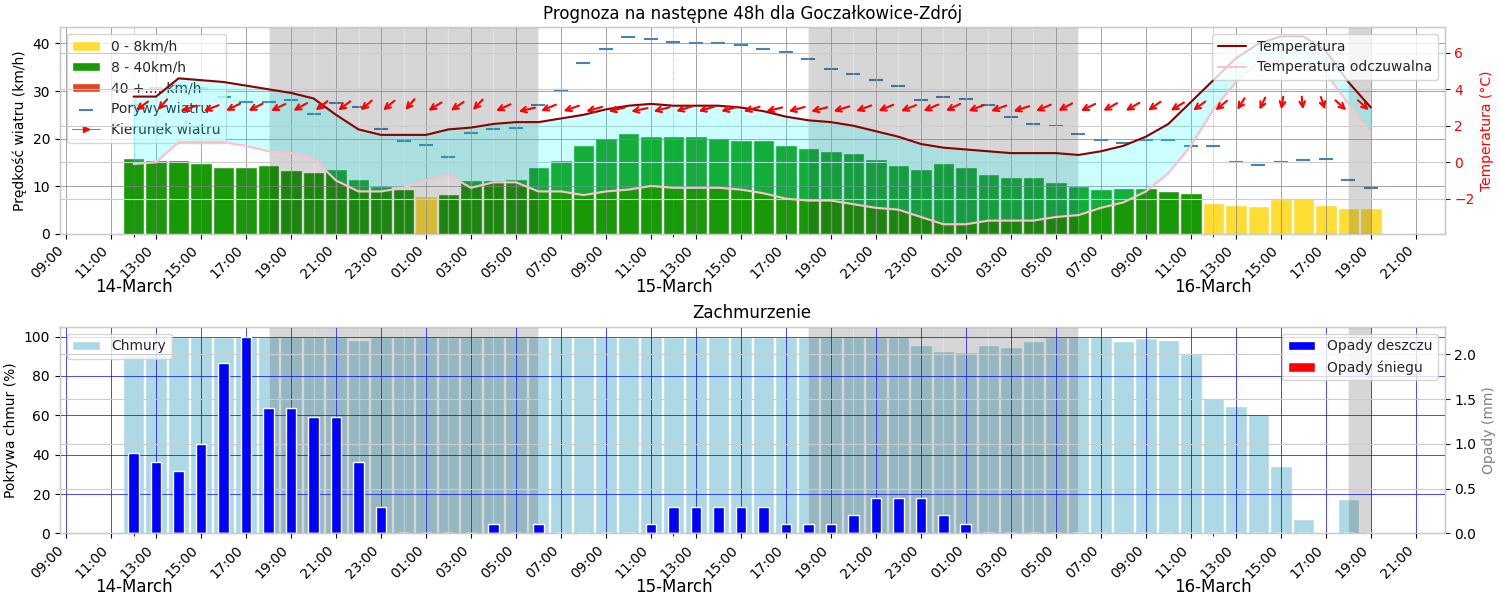 Prognoza na następne 48h dla Goczałkowice-Zdrój
Prędkość wiatru (km/h)
40
30
20
10
0
0 - 8km/h
8 - 40km/h
40 +... km/h
Porywy wiatru
Kierunek wiatru
Temperatura
Temperatura odczuwalna
6
4
2
0
−2
Temperatura (°C)
09:00 11:00 13:00 15:00 17:00 19:00 21:00 23:00 01:00 03:00 05:00 07:00 09:00 11:00 13:00 15:00 17:00 19:00 21:00 23:00 01:00 03:00 05:00 07:00 09:00 11:00 13:00 15:00 17:00 19:00 21:00
14-March 15-March 16-March
Zachmurzenie
Pokrywa chmur (%)
100
80
60
40
20
0
Chmury
Opady deszczu
Opady śniegu
2.0
1.5
1.0
0.5
0.0
Opady (mm)
09:00 11:00 13:00 15:00 17:00 19:00 21:00 23:00 01:00 03:00 05:00 07:00 09:00 11:00 13:00 15:00 17:00 19:00 21:00 23:00 01:00 03:00 05:00 07:00 09:00 11:00 13:00 15:00 17:00 19:00 21:00
14-March 15-March 16-March